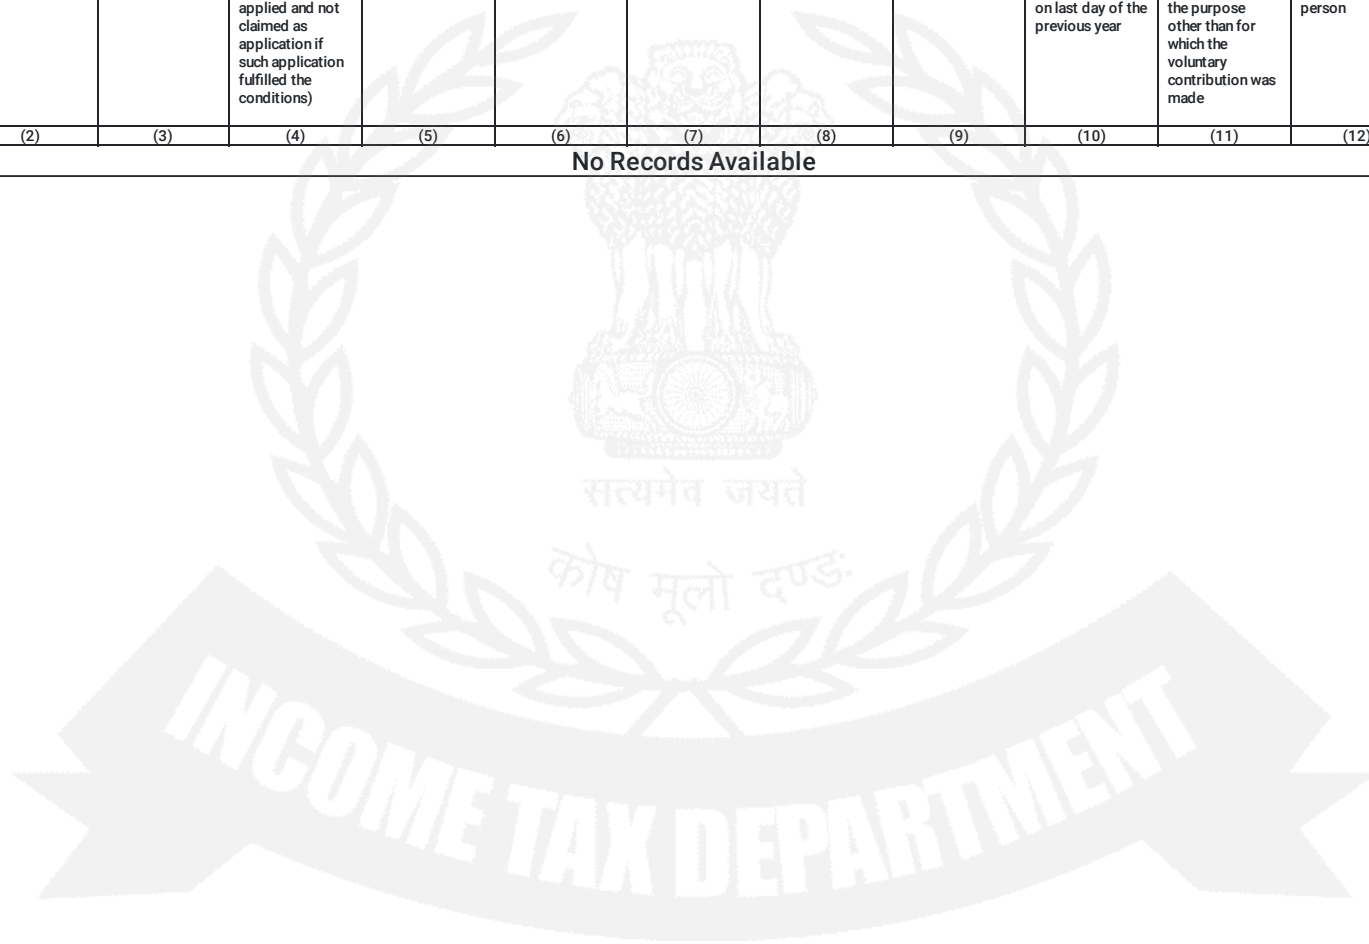 applied and not
claimed as
application if
such application
fulfilled the
conditions)
on last day of the
previous year
the purpose
other than for
which the
voluntary
contribution was
made
person
(2) (3) (4) (5) (6) (7) (8) (9) (10) (11) (12)
No Records Available
सत्यमेव जयते
कोष मूलो दण्डः
INCOME TAX DEPARTMENT